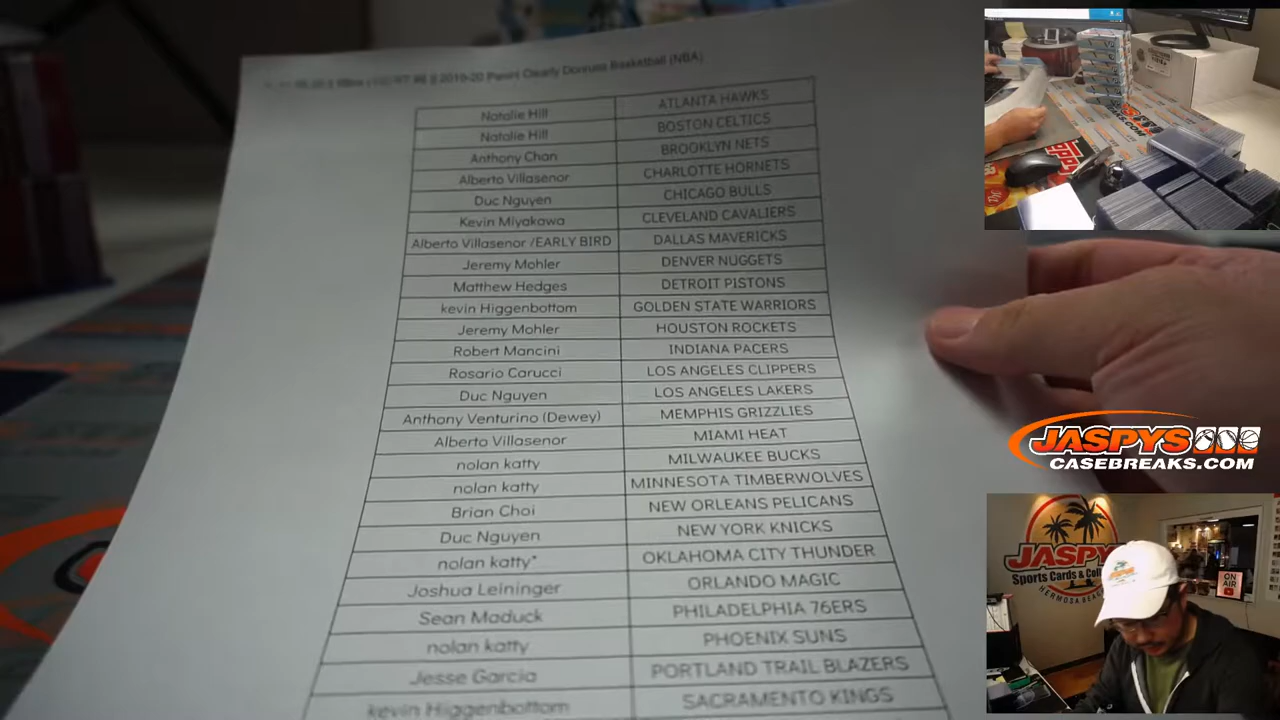 2019-20 Panini Clearly Donruss Basketball (NBA)
Natalie Hill ATLANTA HAWKS
Natalie Hill BOSTON CELTICS
Anthony Chan BROOKLYN NETS
Alberto Villasenor CHARLOTTE HORNETS
Duc Nguyen CHICAGO BULLS
Kevin Miyakawa CLEVELAND CAVALIERS
Alberto Villasenor /EARLY BIRD DALLAS MAVERICKS
Jeremy Mohler DENVER NUGGETS
Matthew Hedges DETROIT PISTONS
kevin Higgenbottom GOLDEN STATE WARRIORS
Jeremy Mohler HOUSTON ROCKETS
Robert Mancini INDIANA PACERS
Rosario Carucci LOS ANGELES CLIPPERS
Duc Nguyen LOS ANGELES LAKERS
Anthony Venturino (Dewey) MEMPHIS GRIZZLIES
Alberto Villasenor MIAMI HEAT
nolan katty MILWAUKEE BUCKS
nolan katty MINNESOTA TIMBERWOLVES
Brian Choi NEW ORLEANS PELICANS
Duc Nguyen NEW YORK KNICKS
nolan katty* OKLAHOMA CITY THUNDER
Joshua Leininger ORLANDO MAGIC
Sean Maduck PHILADELPHIA 76ERS
nolan katty PHOENIX SUNS
Jesse Garcia PORTLAND TRAIL BLAZERS
kevin Higgenbottom SACRAMENTO KINGS
JASPYS
CASEBREAKS.COM
JASPY
Sports Cards & Coll
HERMOSA BEACH
ON
AIR